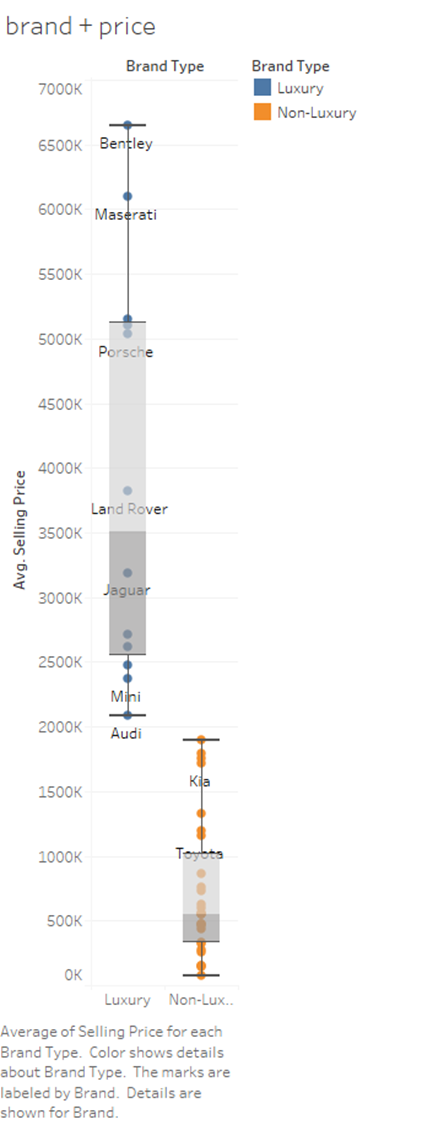 brand + price
Brand Type
Brand Type
Luxury
Non-Luxury
7000K
6500K
6000K
5500K
5000K
4500K
4000K
3500K
3000K
2500K
2000K
1500K
1000K
500K
0K
Avg. Selling Price
Bentley
Maserati
Porsche
Land Rover
Jaguar
Mini
Audi
Kia
Toyota
Luxury
Non-Lux..
Average of Selling Price for each
Brand Type. Color shows details
about Brand Type. The marks are
labeled by Brand. Details are
shown for Brand.